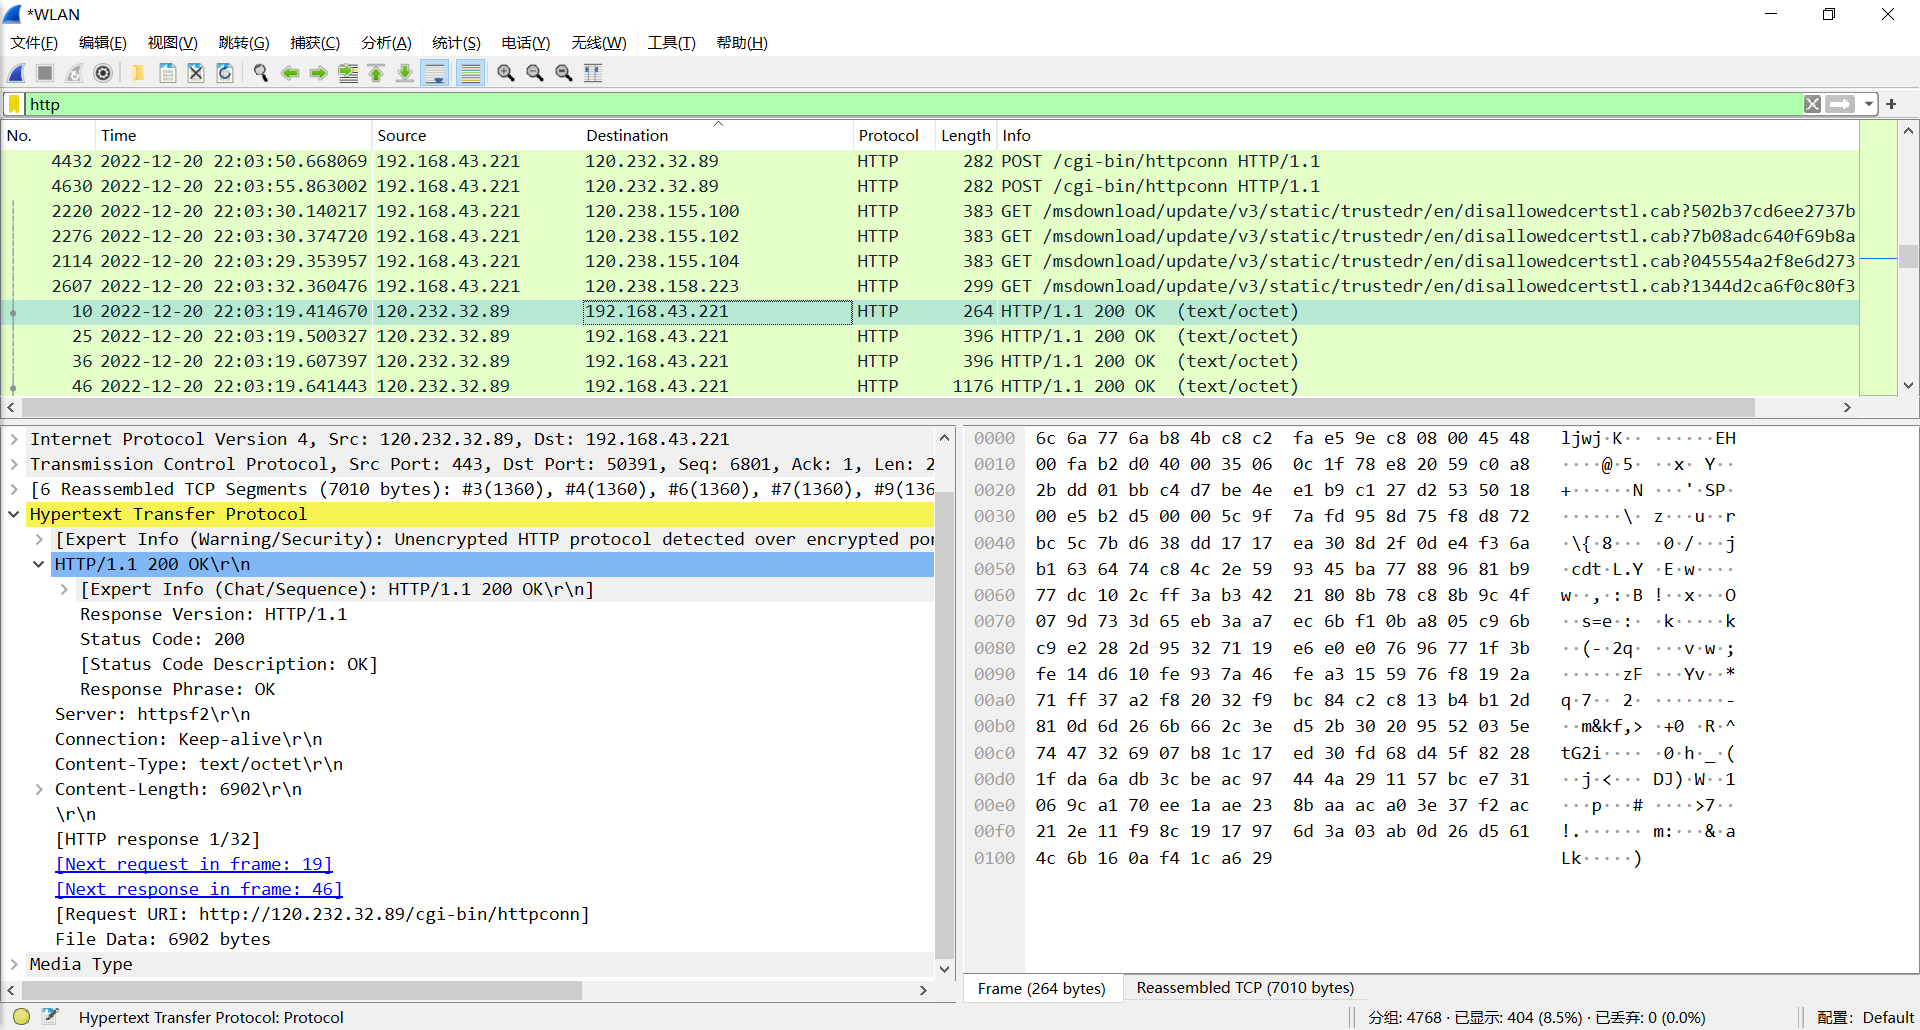 *WLAN
文件(F) 编辑(E) 视图(V) 跳转(G) 捕获(C) 分析(A) 统计(S) 电话(Y) 无线(W) 工具(T) 帮助(H)
http
No. Time Source Destination Protocol Length Info
4432 2022-12-20 22:03:50.668069 192.168.43.221 120.232.32.89 HTTP 282 POST /cgi-bin/httpconn HTTP/1.1
4630 2022-12-20 22:03:55.863002 192.168.43.221 120.232.32.89 HTTP 282 POST /cgi-bin/httpconn HTTP/1.1
2220 2022-12-20 22:03:30.140217 192.168.43.221 120.238.155.100 HTTP 383 GET /msdownload/update/v3/static/trustedr/en/disallowedcertstl.cab?502b37cd6ee2737b
2276 2022-12-20 22:03:30.374720 192.168.43.221 120.238.155.102 HTTP 383 GET /msdownload/update/v3/static/trustedr/en/disallowedcertstl.cab?7b08adc640f69b8a
2114 2022-12-20 22:03:29.353957 192.168.43.221 120.238.155.104 HTTP 383 GET /msdownload/update/v3/static/trustedr/en/disallowedcertstl.cab?045554a2f8e6d273
2607 2022-12-20 22:03:32.360476 192.168.43.221 120.238.158.223 HTTP 299 GET /msdownload/update/v3/static/trustedr/en/disallowedcertstl.cab?1344d2ca6f0c80f3
10 2022-12-20 22:03:19.414670 120.232.32.89 192.168.43.221 HTTP 264 HTTP/1.1 200 OK (text/octet)
25 2022-12-20 22:03:19.500327 120.232.32.89 192.168.43.221 HTTP 396 HTTP/1.1 200 OK (text/octet)
36 2022-12-20 22:03:19.607397 120.232.32.89 192.168.43.221 HTTP 396 HTTP/1.1 200 OK (text/octet)
46 2022-12-20 22:03:19.641443 120.232.32.89 192.168.43.221 HTTP 1176 HTTP/1.1 200 OK (text/octet)
Internet Protocol Version 4, Src: 120.232.32.89, Dst: 192.168.43.221
Transmission Control Protocol, Src Port: 443, Dst Port: 50391, Seq: 6801, Ack: 1, Len: 2
[6 Reassembled TCP Segments (7010 bytes): #3(1360), #4(1360), #6(1360), #7(1360), #9(136
Hypertext Transfer Protocol
[Expert Info (Warning/Security): Unencrypted HTTP protocol detected over encrypted por
HTTP/1.1 200 OK\r\n
[Expert Info (Chat/Sequence): HTTP/1.1 200 OK\r\n]
Response Version: HTTP/1.1
Status Code: 200
[Status Code Description: OK]
Response Phrase: OK
Server: httpsf2\r\n
Connection: Keep-alive\r\n
Content-Type: text/octet\r\n
Content-Length: 6902\r\n
\r\n
[HTTP response 1/32]
[Next request in frame: 19]
[Next response in frame: 46]
[Request URI: http://120.232.32.89/cgi-bin/httpconn]
File Data: 6902 bytes
Media Type
0000 6c 6a 77 6a b8 4b c8 c2 fa e5 9e c8 08 00 45 48 ljwj·K·· ······EH
0010 00 fa b2 d0 40 00 35 06 0c 1f 78 e8 20 59 c0 a8 ····@·5· ··x· Y··
0020 2b dd 01 bb c4 d7 be 4e e1 b9 c1 27 d2 53 50 18 +······N ···'·SP·
0030 00 e5 b2 d5 00 00 5c 9f 7a fd 95 8d 75 f8 d8 72 ······\· z···u··r
0040 bc 5c 7b d6 38 dd 17 17 ea 30 8d 2f 0d e4 f3 6a ·\{·8··· ·0·/···j
0050 b1 63 64 74 c8 4c 2e 59 93 45 ba 77 88 96 81 b9 ·cdt·L.Y ·E·w····
0060 77 dc 10 2c ff 3a b3 42 21 80 8b 78 c8 8b 9c 4f w··,·:·B !··x···O
0070 07 9d 73 3d 65 eb 3a a7 ec 6b f1 0b a8 05 c9 6b ··s=e·:· ·k·····k
0080 c9 e2 28 2d 95 32 71 19 e6 e0 e0 76 96 77 1f 3b ··(-·2q· ···v·w·;
0090 fe 14 d6 10 fe 93 7a 46 fe a3 15 59 76 f8 19 2a ······zF ···Yv··*
00a0 71 ff 37 a2 f8 20 32 f9 bc 84 c2 c8 13 b4 b1 2d q·7·· 2· ·······-
00b0 81 0d 6d 26 6b 66 2c 3e d5 2b 30 20 95 52 03 5e ··m&kf,> ·+0 ·R·^
00c0 74 47 32 69 07 b8 1c 17 ed 30 fd 68 d4 5f 82 28 tG2i···· ·0·h·_·(
00d0 1f da 6a db 3c be ac 97 44 4a 29 11 57 bc e7 31 ··j·<··· DJ)·W··1
00e0 06 9c a1 70 ee 1a ae 23 8b aa ac a0 3e 37 f2 ac ···p···# ····>7··
00f0 21 2e 11 f9 8c 19 17 97 6d 3a 03 ab 0d 26 d5 61 !.······ m:···&·a
0100 4c 6b 16 0a f4 1c a6 29 Lk·····)
Frame (264 bytes) Reassembled TCP (7010 bytes)
Hypertext Transfer Protocol: Protocol 分组: 4768 · 已显示: 404 (8.5%) · 已丢弃: 0 (0.0%) 配置: Default